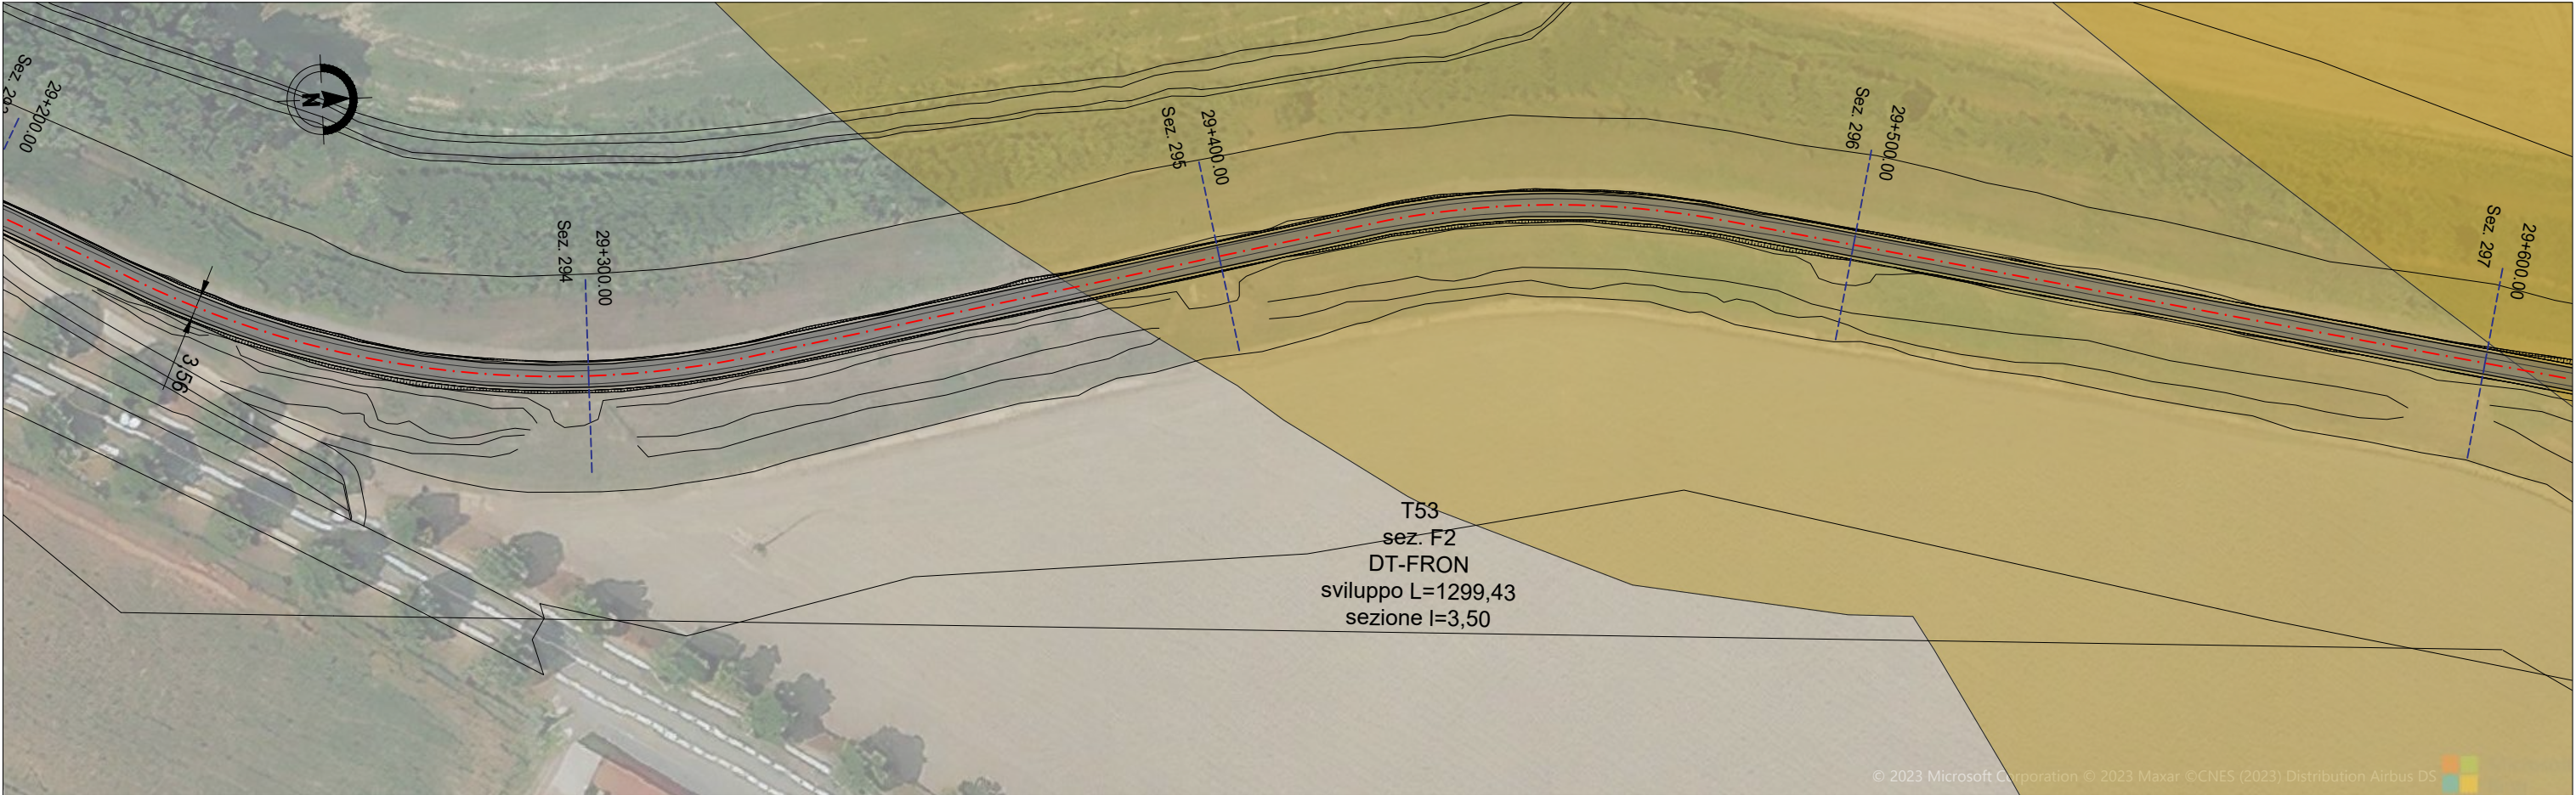 29+200.00
N
Sez. 294
29+300.00
3,56
Sez. 295
29+400.00
Sez. 296
29+500.00
Sez. 297
29+600.00
T53
sez. F2
DT-FRON
sviluppo L=1299,43
sezione l=3,50
© 2023 Microsoft Corporation © 2023 Maxar ©CNES (2023) Distribution Airbus DS